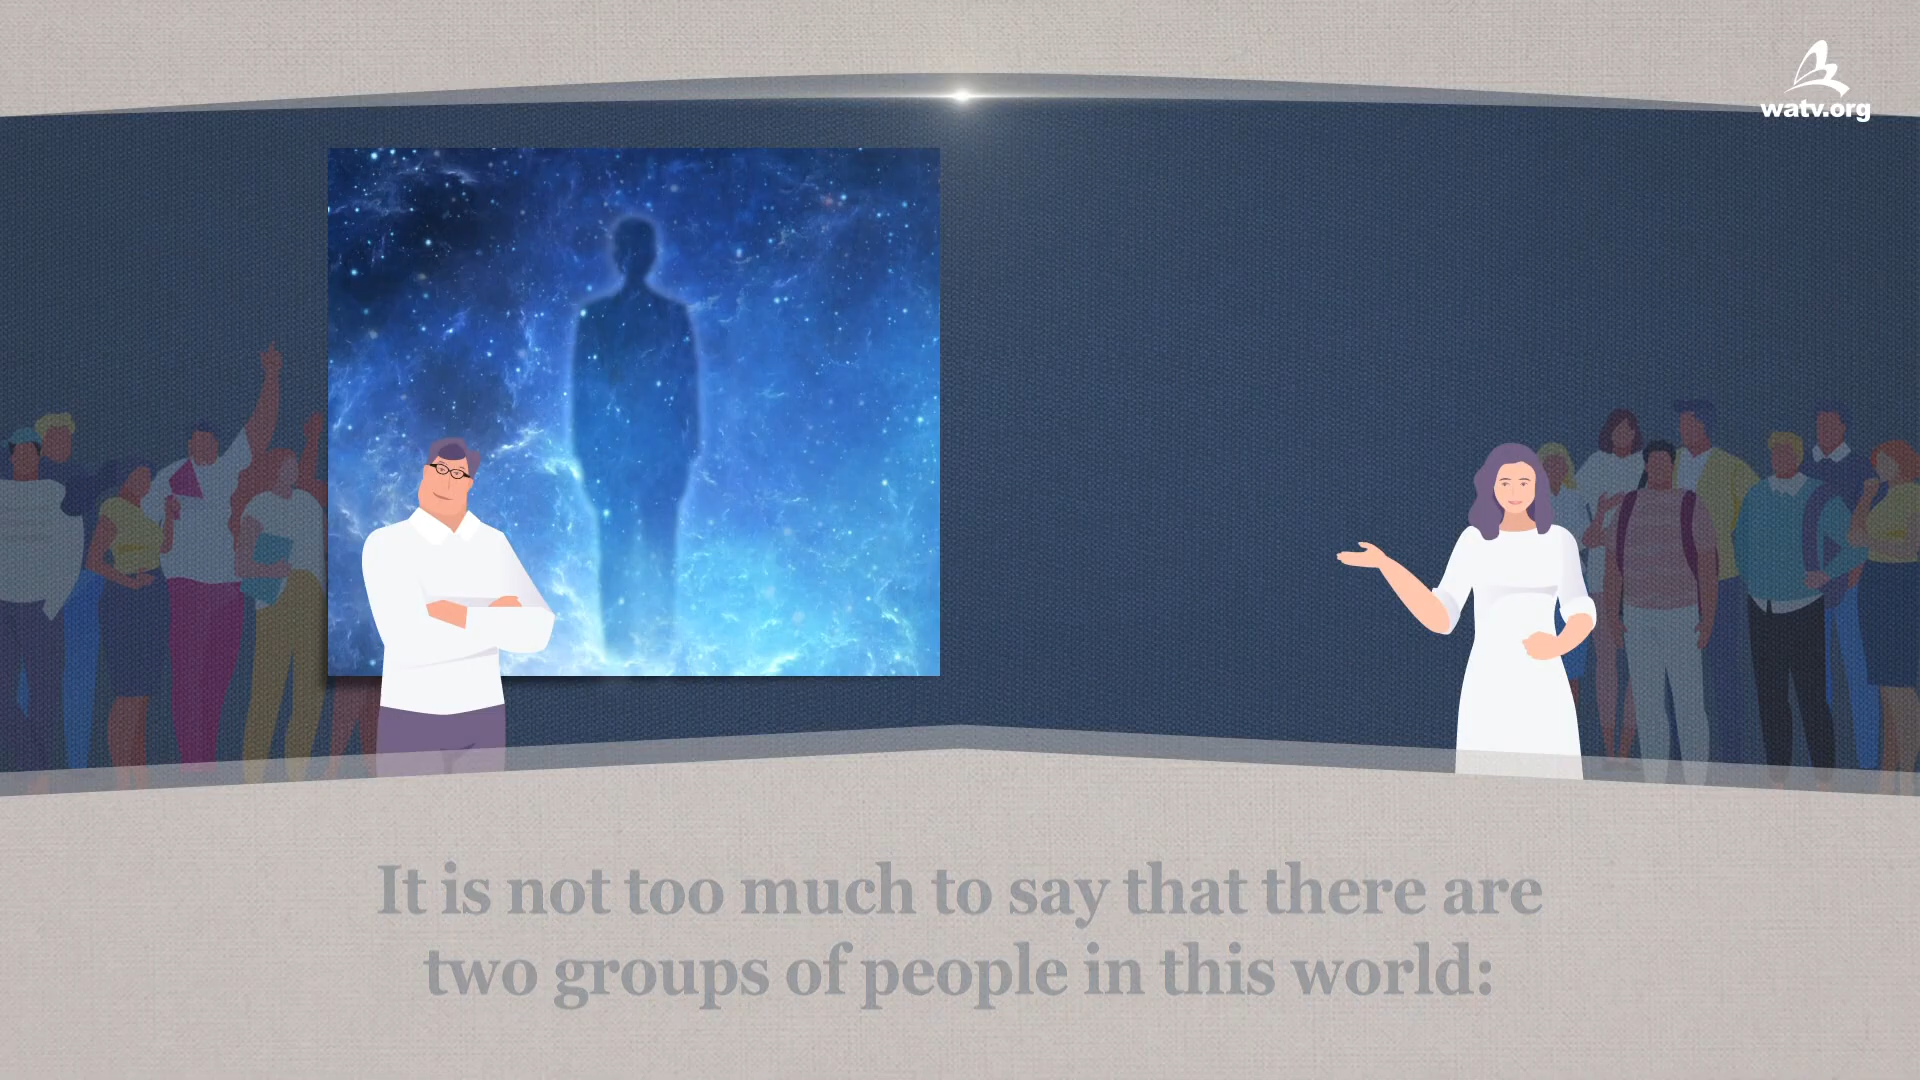 watv.org
It is not too much to say that there are
two groups of people in this world: